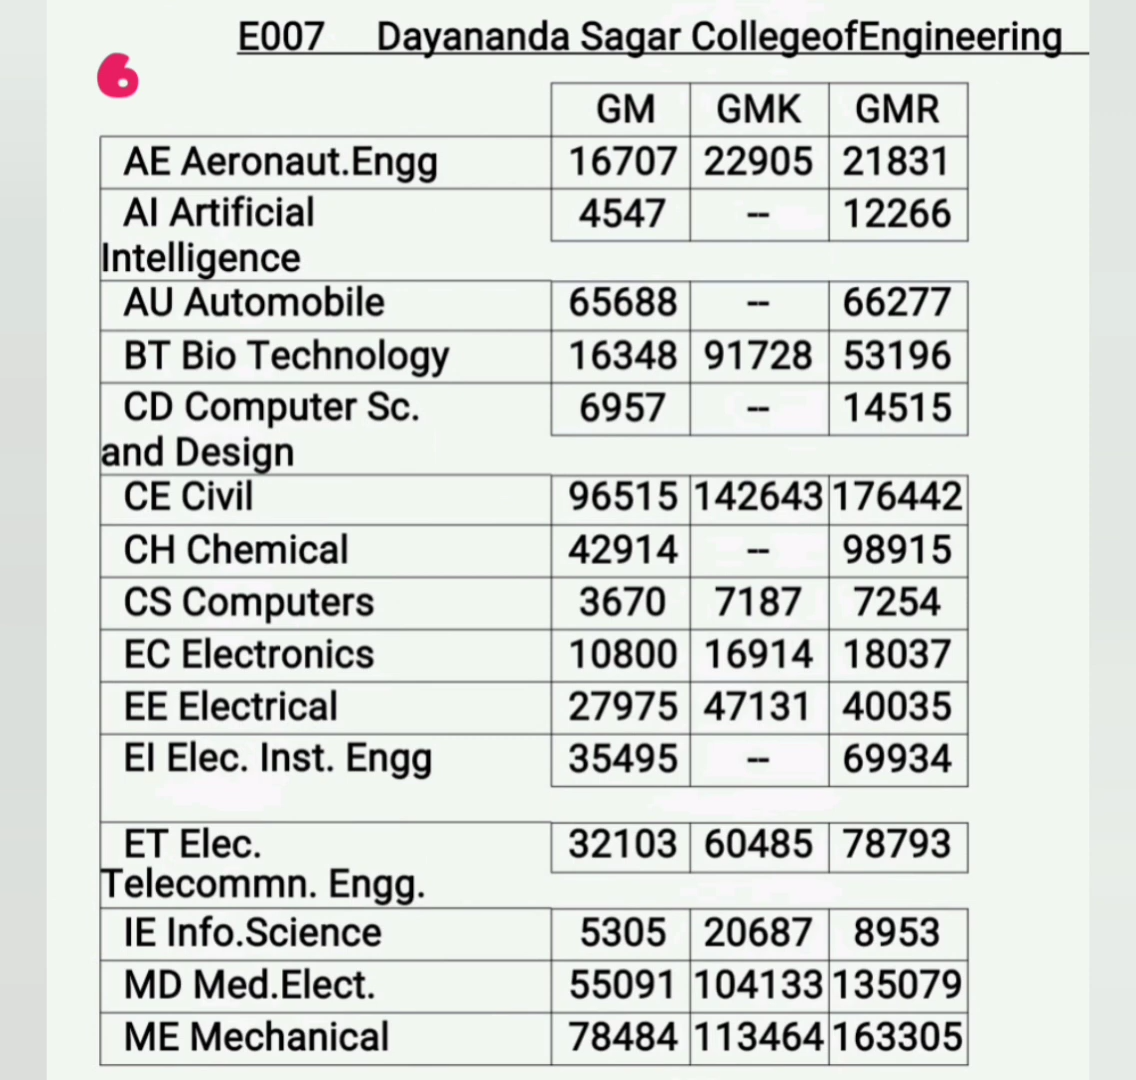 E007 Dayananda Sagar CollegeofEngineering
6
GM GMK GMR
AE Aeronaut.Engg 16707 22905 21831
AI Artificial 4547 -- 12266
Intelligence
AU Automobile 65688 -- 66277
BT Bio Technology 16348 91728 53196
CD Computer Sc. 6957 -- 14515
and Design
CE Civil 96515 142643 176442
CH Chemical 42914 -- 98915
CS Computers 3670 7187 7254
EC Electronics 10800 16914 18037
EE Electrical 27975 47131 40035
EI Elec. Inst. Engg 35495 -- 69934
ET Elec. 32103 60485 78793
Telecommn. Engg.
IE Info.Science 5305 20687 8953
MD Med.Elect. 55091 104133 135079
ME Mechanical 78484 113464 163305